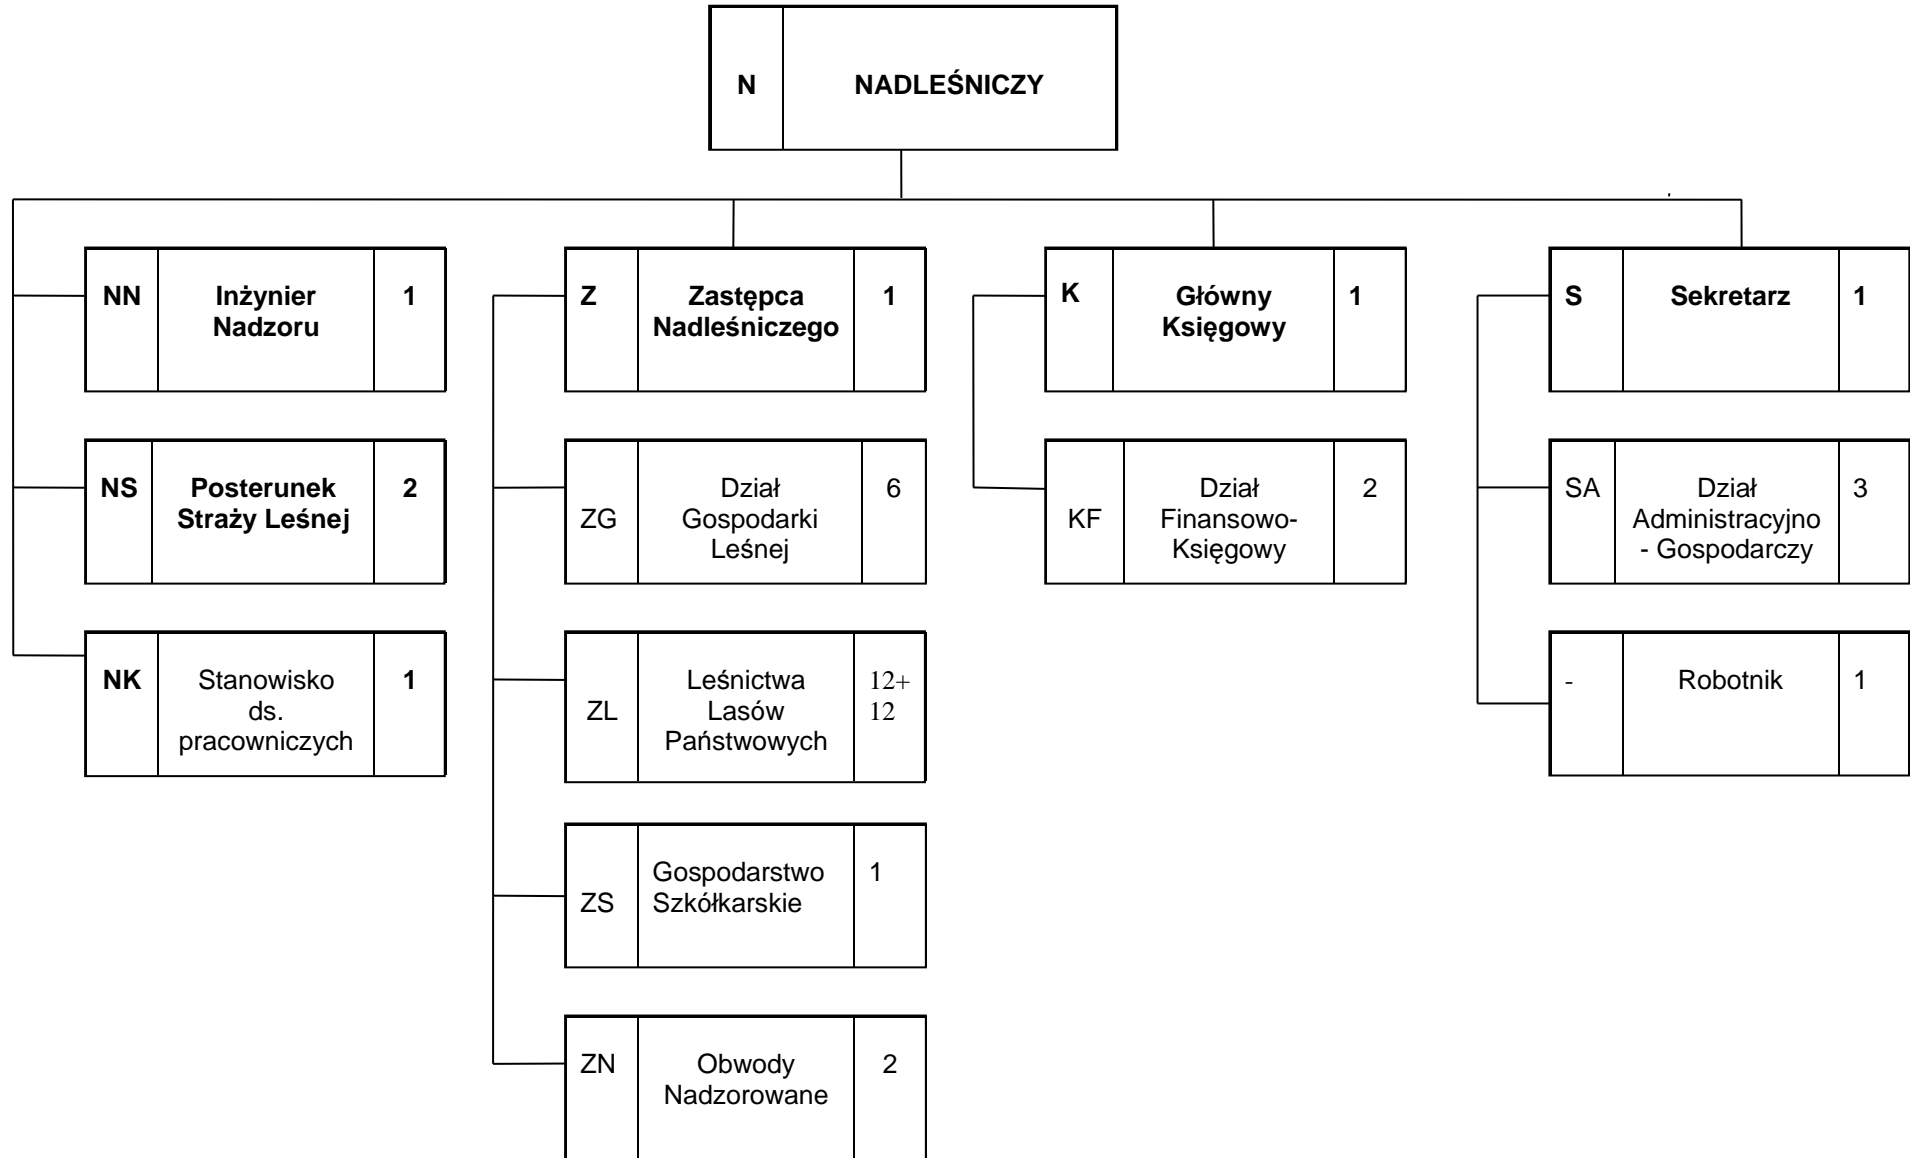 N
NADLEŚNICZY
NN
Inżynier
Nadzoru
1
NS
Posterunek
Straży Leśnej
2
NK
Stanowisko
ds.
pracowniczych
1
Z
Zastępca
Nadleśniczego
1
ZG
Dział
Gospodarki
Leśnej
6
ZL
Leśnictwa
Lasów
Państwowych
12+
12
ZS
Gospodarstwo
Szkółkarskie
1
ZN
Obwody
Nadzorowane
2
K
Główny
Księgowy
1
KF
Dział
Finansowo-
Księgowy
2
S
Sekretarz
1
SA
Dział
Administracyjno
- Gospodarczy
3
-
Robotnik
1